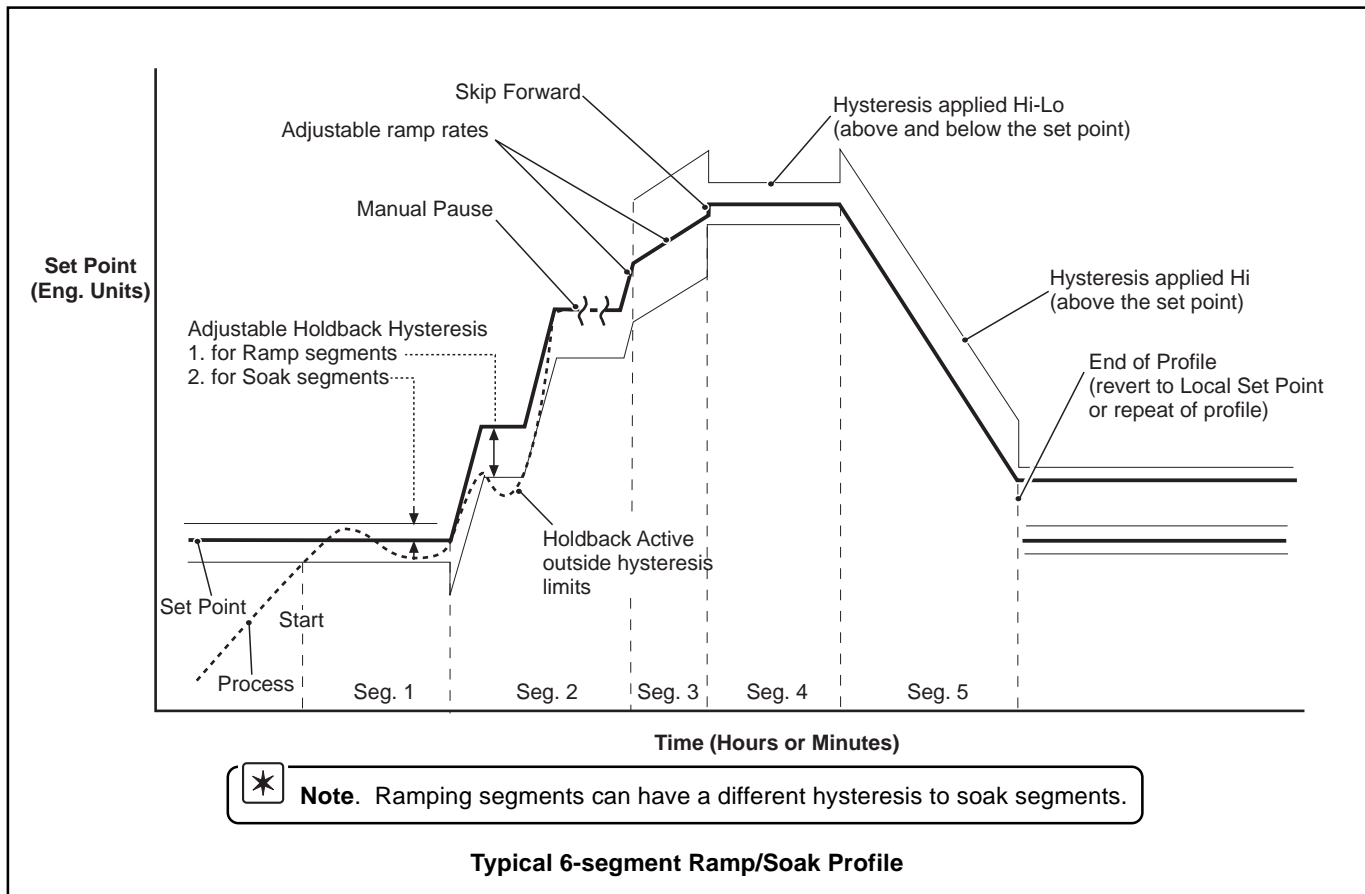 Skip Forward
Adjustable ramp rates
Hysteresis applied Hi-Lo
(above and below the set point)
Manual Pause
Set Point
(Eng. Units)
Adjustable Holdback Hysteresis
1. for Ramp segments
2. for Soak segments
Hysteresis applied Hi
(above the set point)
End of Profile
(revert to Local Set Point
or repeat of profile)
Holdback Active
outside hysteresis
limits
Set Point
Start
Process
Seg. 1
Seg. 2
Seg. 3
Seg. 4
Seg. 5
Time (Hours or Minutes)
Note. Ramping segments can have a different hysteresis to soak segments.
Typical 6-segment Ramp/Soak Profile